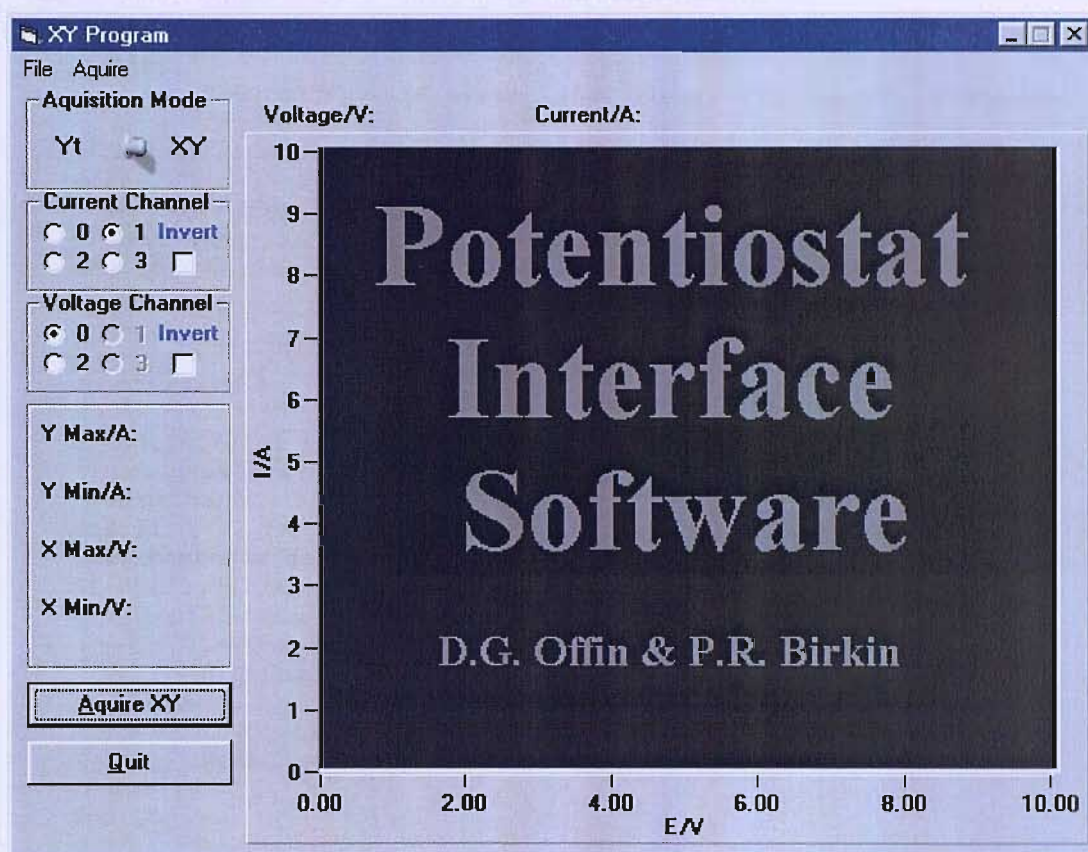 XY Program
File Aquire
Aquisition Mode
Yt XY
Current Channel
0 1 Invert
2 3
Voltage Channel
0 1 Invert
2 3
Y Max/A:
Y Min/A:
X Max/V:
X Min/V:
Aquire XY
Quit
Voltage/V: Current/A:
10
9
8
7
6
5
4
3
2
1
0
I/A
Potentiostat
Interface
Software
D.G. Offin & P.R. Birkin
0.00 2.00 4.00 6.00 8.00 10.00
E/V